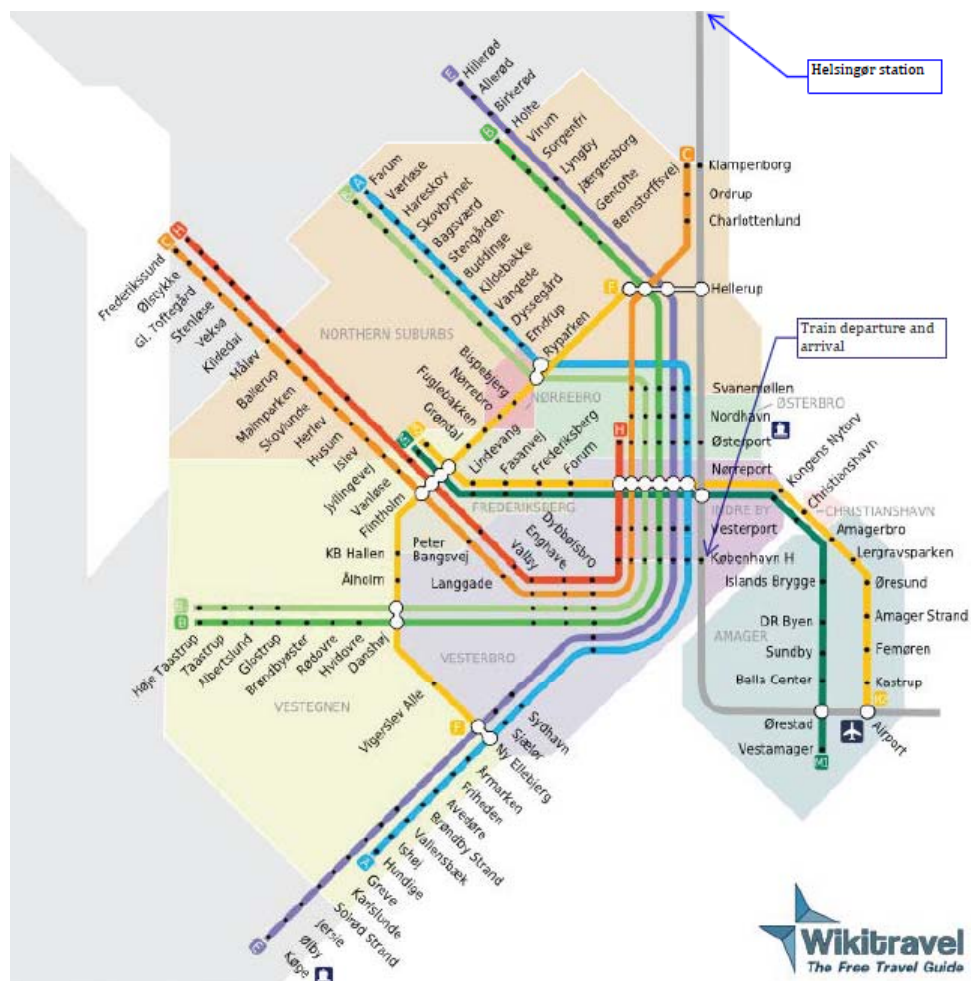 Helsingør station
Hillerød
Allerød
Birkerød
Holte
Virum
Sorgenfri
Lyngby
Jærgersborg
Gentofte
Bernstorffsvej
E
B
C
Klampenborg
Ordrup
Charlottenlund
Farum
Værløse
Hareskov
Skovbrynet
Bagsværd
Stengården
Buddinge
Kildebakke
Vangede
Dyssegård
Emdrup
Ryparken
A
F
Hellerup
C
H
Frederikssund
Ølstykke
Gl. Toftegård
Stenløse
Veksø
Kildedal
Måløv
Ballerup
Malmparken
Skovlunde
Herlev
Husum
Islev
Jyllingevej
Vanløse
Flintholm
NORTHERN SUBURBS
Train departure and
arrival
Bispebjerg
Nørrebro
Fuglebakken
Grøndal
NØRREBRO
Svanemøllen
Nordhavn
ØSTERBRO
Østerport
H
Lindevang
Fasanvej
Frederiksberg
Forum
Nørreport
Kongens Nytorv
Christianshavn
FREDERIKSBERG
INDRE BY
CHRISTIANSHAVN
Vesterport
Amagerbro
København H
Lergravsparken
KB Hallen
Ålholm
Peter
Bangsvej
Langgade
Valby
Enghave
Dybbølsbro
Islands Brygge
Øresund
DR Byen
Amager Strand
AMAGER
Sundby
Femøren
Bella Center
Kastrup
M2
Ørestad
Airport
Vestamager
M1
B
Høje Taastrup
Taastrup
Albertslund
Glostrup
Brøndbyøster
Rødovre
Hvidovre
Danshøj
VESTERBRO
VESTEGNEN
Vigerslev Alle
F
Sydhavn
Sjælør
Ny Ellebjerg
Årmarken
Friheden
Avedøre
Brøndby Strand
Vallensbæk
Ishøj
Hundige
Greve
A
Karlslunde
Solrød Strand
Jersie
Ølby
Køge
E
Wikitravel
The Free Travel Guide